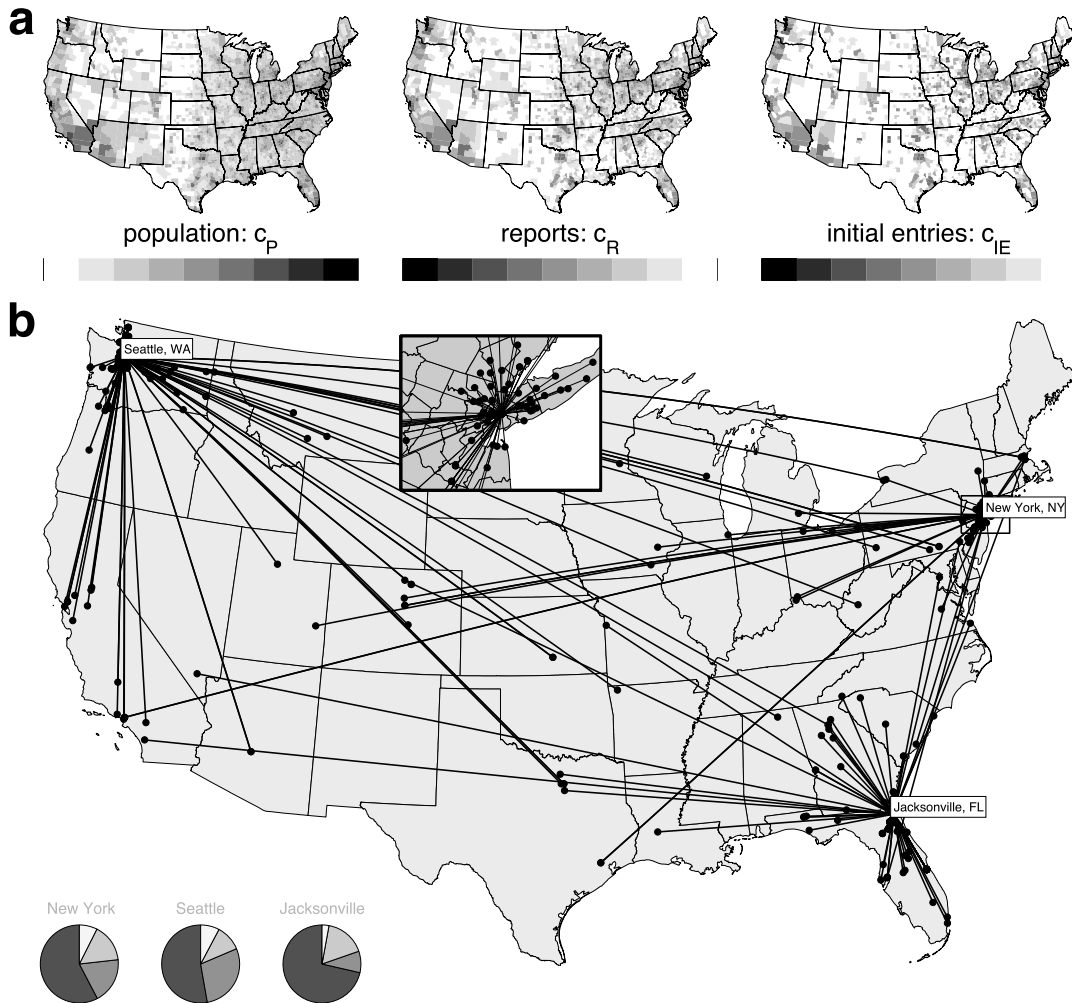 a
population: c_P
reports: c_R
initial entries: c_IE
b
Seattle, WA
New York, NY
Jacksonville, FL
New York
Seattle
Jacksonville